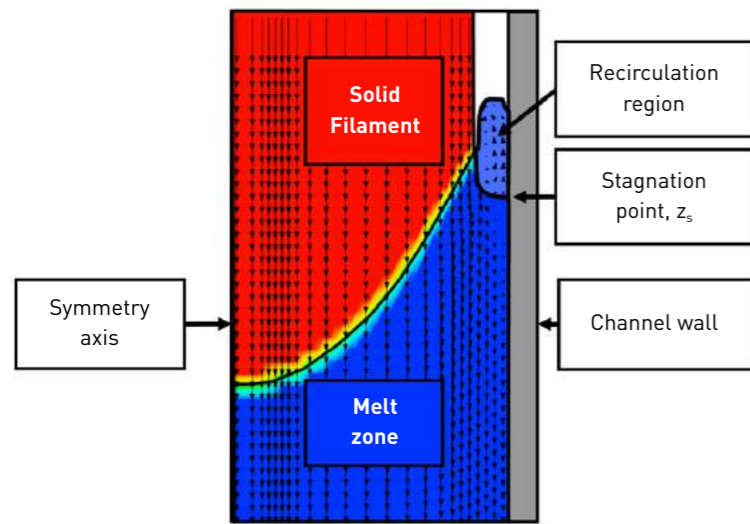 Solid
Filament
Recirculation
region
Stagnation
point, zₛ
Symmetry
axis
Channel wall
Melt
zone